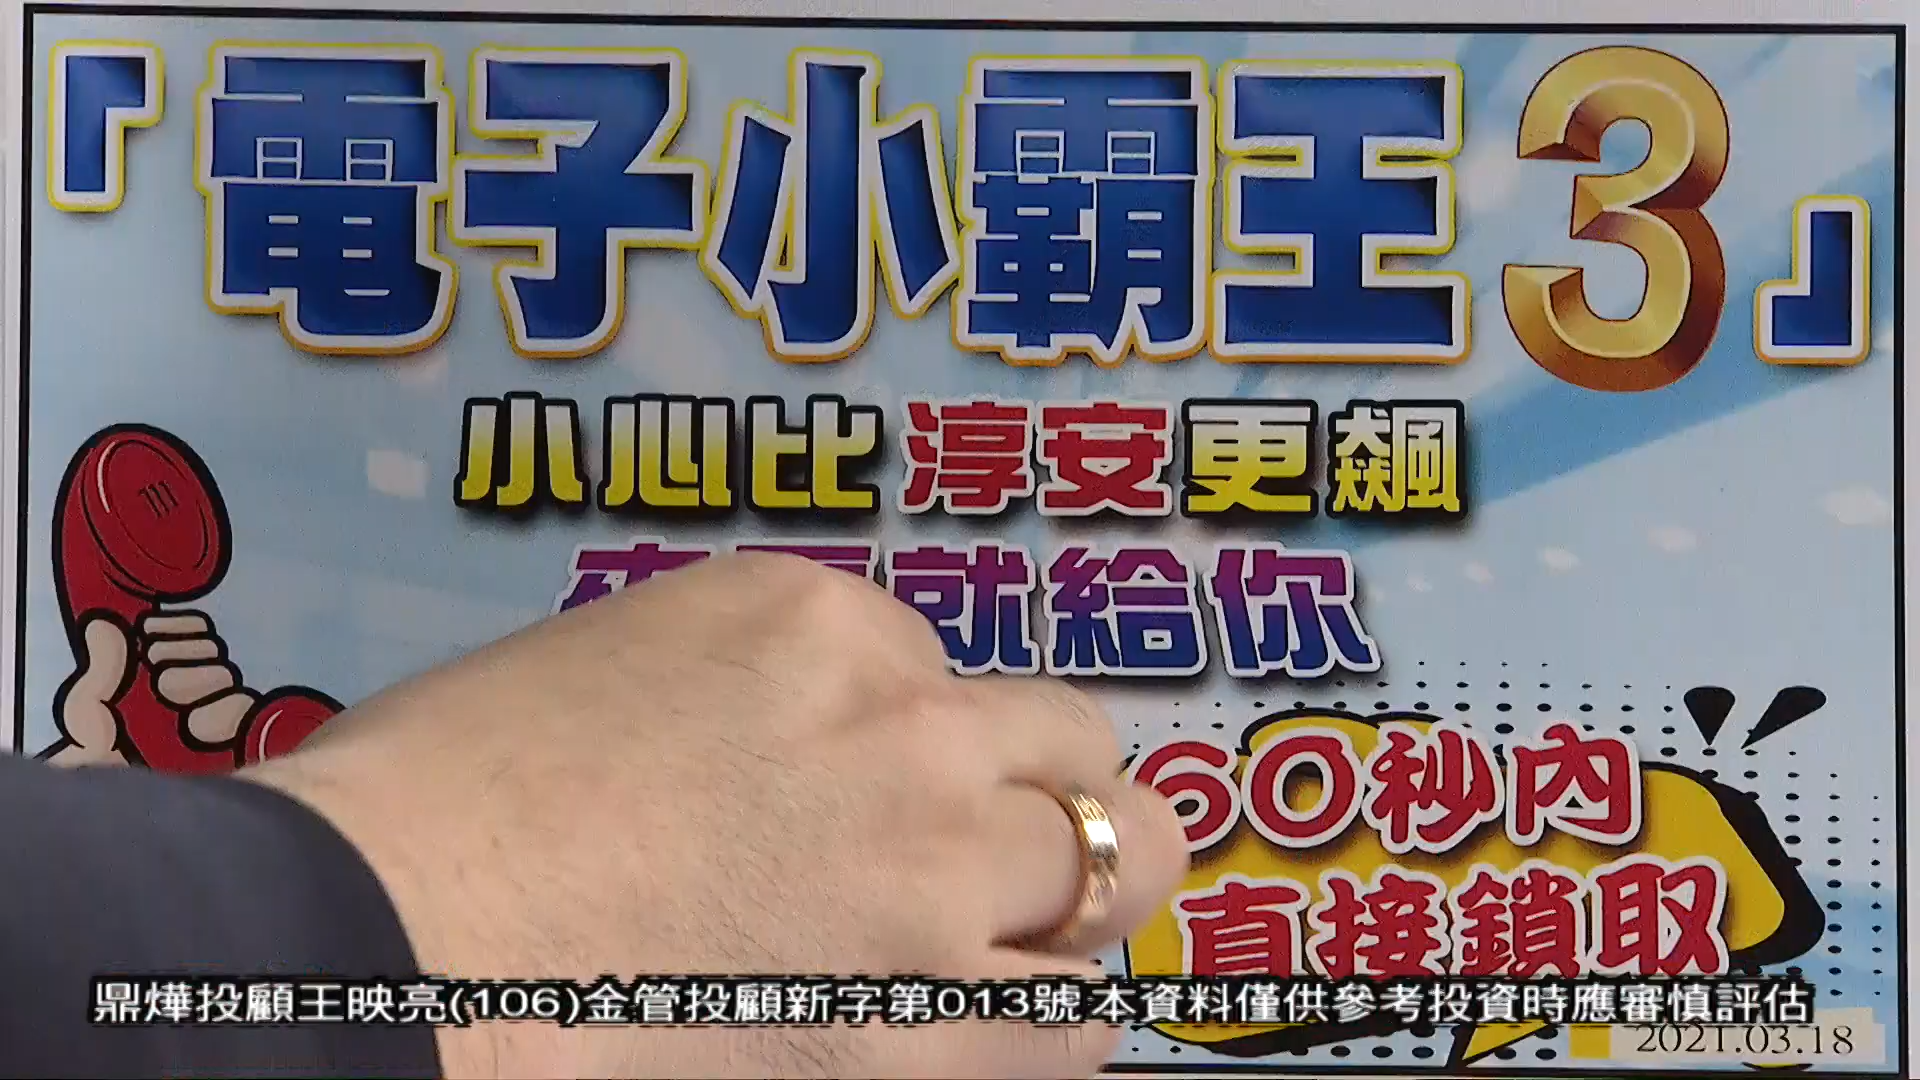 「電子小霸王3」
小心比淳安更飆
來電就給你
60秒內
直接鎖取
鼎燁投顧王映亮(106)金管投顧新字第013號 本資料僅供參考投資時應審慎評估
2021.03.18